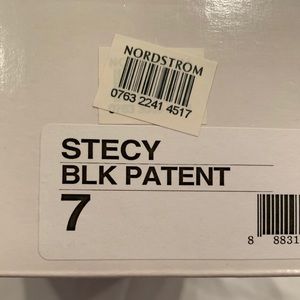 NORDSTROM
0763 2241 4517
STECY
BLK PATENT
7
8 8831